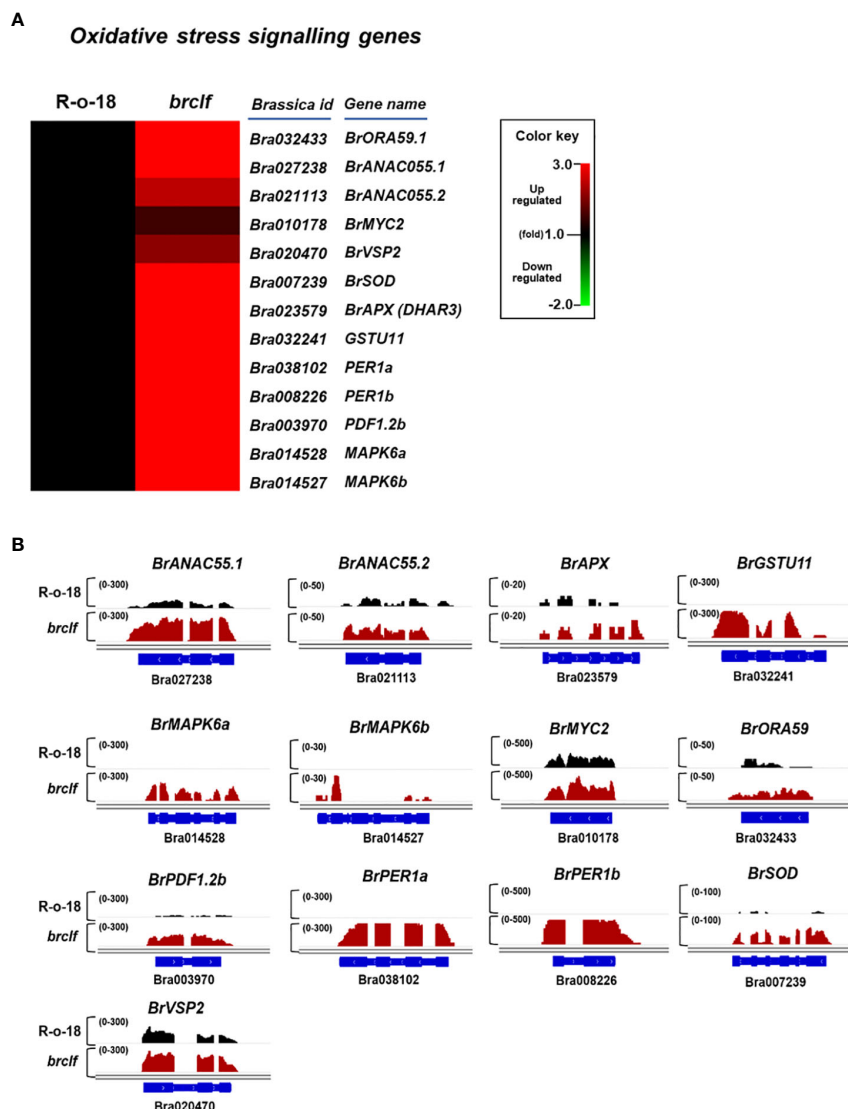 A
Oxidative stress signalling genes
R-o-18 brclf Brassica id Gene name
Bra032433 BrORA59.1
Bra027238 BrANAC055.1
Bra021113 BrANAC055.2
Bra010178 BrMYC2
Bra020470 BrVSP2
Bra007239 BrSOD
Bra023579 BrAPX (DHAR3)
Bra032241 GSTU11
Bra038102 PER1a
Bra008226 PER1b
Bra003970 PDF1.2b
Bra014528 MAPK6a
Bra014527 MAPK6b
Color key
3.0
Up
regulated
(fold) 1.0
Down
regulated
-2.0
B
BrANAC55.1 BrANAC55.2 BrAPX BrGSTU11
R-o-18 (0-300) (0-50) (0-20) (0-300)
brclf (0-300) (0-50) (0-20) (0-300)
Bra027238 Bra021113 Bra023579 Bra032241
BrMAPK6a BrMAPK6b BrMYC2 BrORA59
R-o-18 (0-300) (0-30) (0-500) (0-50)
brclf (0-300) (0-30) (0-500) (0-50)
Bra014528 Bra014527 Bra010178 Bra032433
BrPDF1.2b BrPER1a BrPER1b BrSOD
R-o-18 (0-300) (0-300) (0-500) (0-100)
brclf (0-300) (0-300) (0-500) (0-100)
Bra003970 Bra038102 Bra008226 Bra007239
BrVSP2
R-o-18 (0-300)
brclf (0-300)
Bra020470